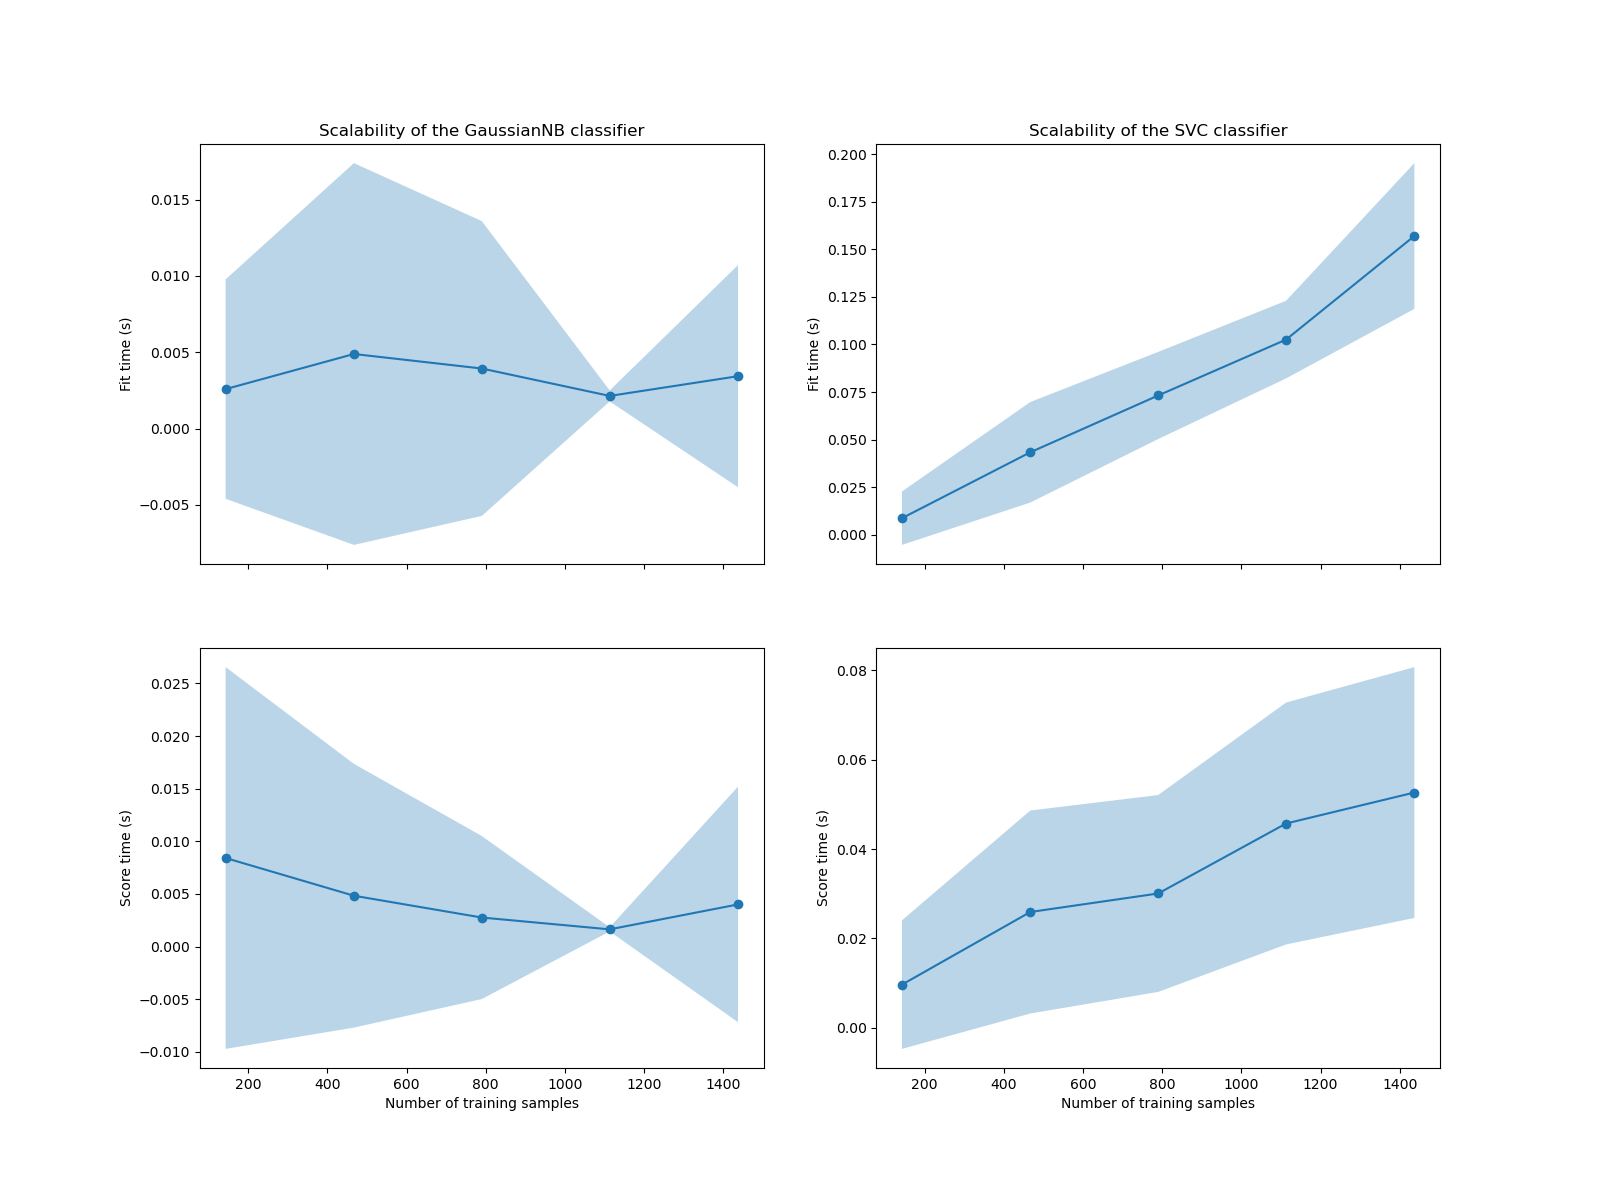 Scalability of the GaussianNB classifier
Fit time (s)
0.015
0.010
0.005
0.000
−0.005
Scalability of the SVC classifier
Fit time (s)
0.200
0.175
0.150
0.125
0.100
0.075
0.050
0.025
0.000
Score time (s)
0.025
0.020
0.015
0.010
0.005
0.000
−0.005
−0.010
200 400 600 800 1000 1200 1400
Number of training samples
Score time (s)
0.08
0.06
0.04
0.02
0.00
200 400 600 800 1000 1200 1400
Number of training samples